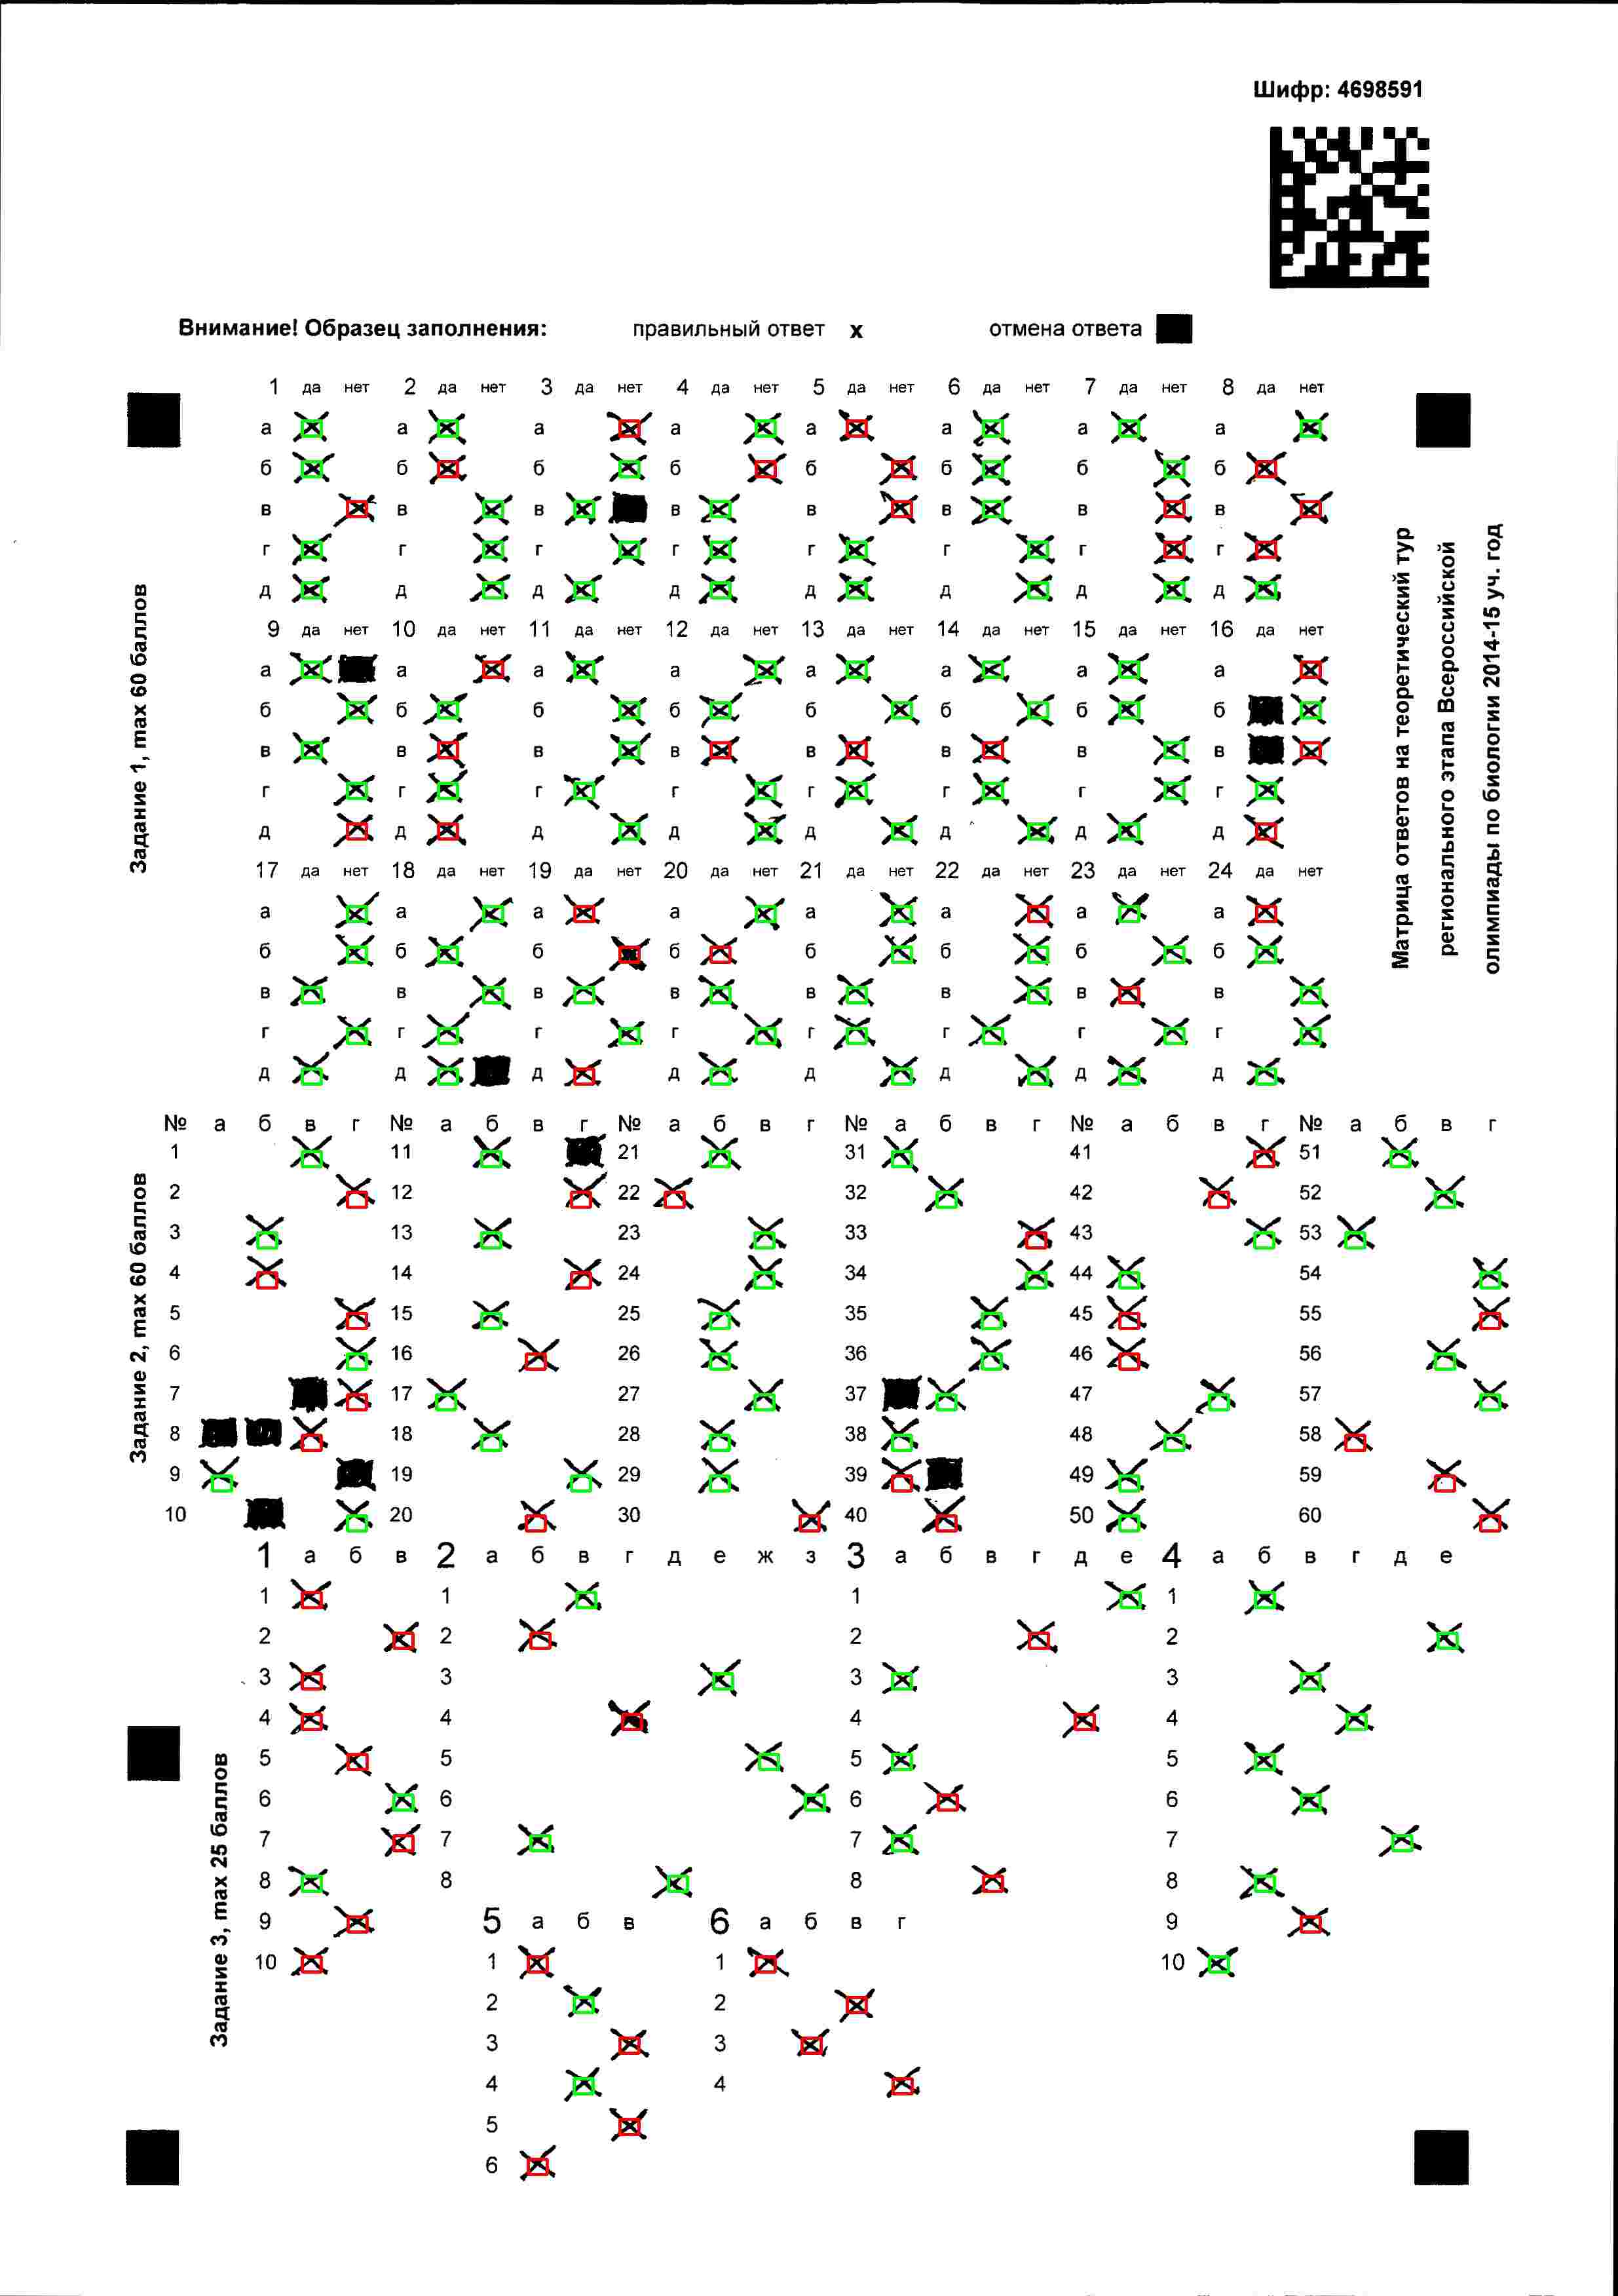 Шифр: 4698591
Внимание! Образец заполнения: правильный ответ x отмена ответа
1 да нет 2 да нет 3 да нет 4 да нет 5 да нет 6 да нет 7 да нет 8 да нет
а а а а а а а а
б б б б б б б б
в в в в в в в в
г г г г г г г г
д д д д д д д д
9 да нет 10 да нет 11 да нет 12 да нет 13 да нет 14 да нет 15 да нет 16 да нет
а а а а а а а а
б б б б б б б б
в в в в в в в в
г г г г г г г г
д д д д д д д д
17 да нет 18 да нет 19 да нет 20 да нет 21 да нет 22 да нет 23 да нет 24 да нет
а а а а а а а а
б б б б б б б б
в в в в в в в в
г г г г г г г г
д д д д д д д д
Задание 1, max 60 баллов
Матрица ответов на теоретический тур
регионального этапа Всероссийской
олимпиады по биологии 2014-15 уч. год
№ а б в г № а б в г № а б в г № а б в г № а б в г № а б в г
1 11 21 31 41 51
2 12 22 32 42 52
3 13 23 33 43 53
4 14 24 34 44 54
5 15 25 35 45 55
6 16 26 36 46 56
7 17 27 37 47 57
8 18 28 38 48 58
9 19 29 39 49 59
10 20 30 40 50 60
Задание 2, max 60 баллов
1 а б в 2 а б в г д е ж з 3 а б в г д е 4 а б в г д е
1 1 1 1
2 2 2 2
3 3 3 3
4 4 4 4
5 5 5 5
6 6 6 6
7 7 7 7
8 8 8 8
9 5 а б в 6 а б в г 9
10 1 1 10
2 2
3 3
4 4
5
6
Задание 3, max 25 баллов